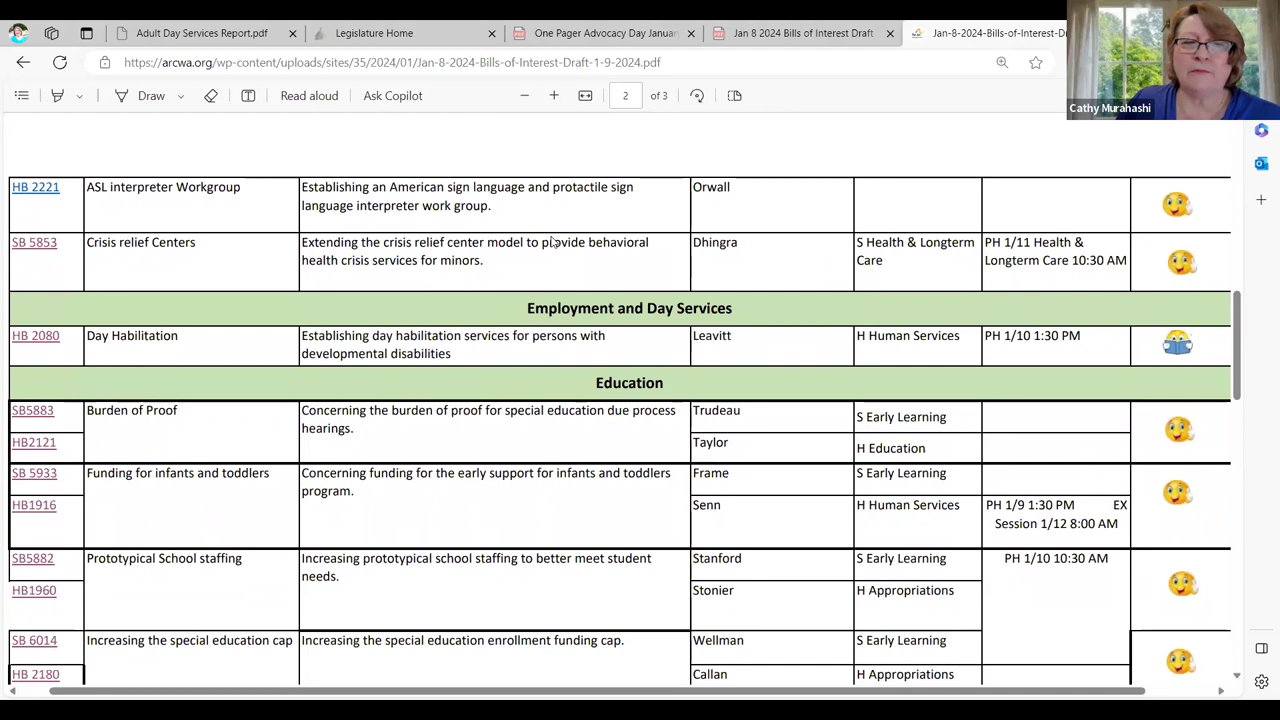 Adult Day Services Report.pdf
Legislature Home
One Pager Advocacy Day Januar
Jan 8 2024 Bills of Interest Draft
Jan-8-2024-Bills-of-Interest-Dr
https://arcwa.org/wp-content/uploads/sites/35/2024/01/Jan-8-2024-Bills-of-Interest-Draft-1-9-2024.pdf
Draw
Read aloud
Ask Copilot
2
of 3
Cathy Murahashi
HB 2221
ASL interpreter Workgroup
Establishing an American sign language and protactile sign
language interpreter work group.
Orwall
SB 5853
Crisis relief Centers
Extending the crisis relief center model to provide behavioral
health crisis services for minors.
Dhingra
S Health & Longterm
Care
PH 1/11 Health &
Longterm Care 10:30 AM
Employment and Day Services
HB 2080
Day Habilitation
Establishing day habilitation services for persons with
developmental disabilities
Leavitt
H Human Services
PH 1/10 1:30 PM
Education
SB5883
Burden of Proof
Concerning the burden of proof for special education due process
hearings.
Trudeau
S Early Learning
HB2121
Taylor
H Education
SB 5933
Funding for infants and toddlers
Concerning funding for the early support for infants and toddlers
program.
Frame
S Early Learning
HB1916
Senn
H Human Services
PH 1/9 1:30 PM EX
Session 1/12 8:00 AM
SB5882
Prototypical School staffing
Increasing prototypical school staffing to better meet student
needs.
Stanford
S Early Learning
PH 1/10 10:30 AM
HB1960
Stonier
H Appropriations
SB 6014
Increasing the special education cap
Increasing the special education enrollment funding cap.
Wellman
S Early Learning
HB 2180
Callan
H Appropriations